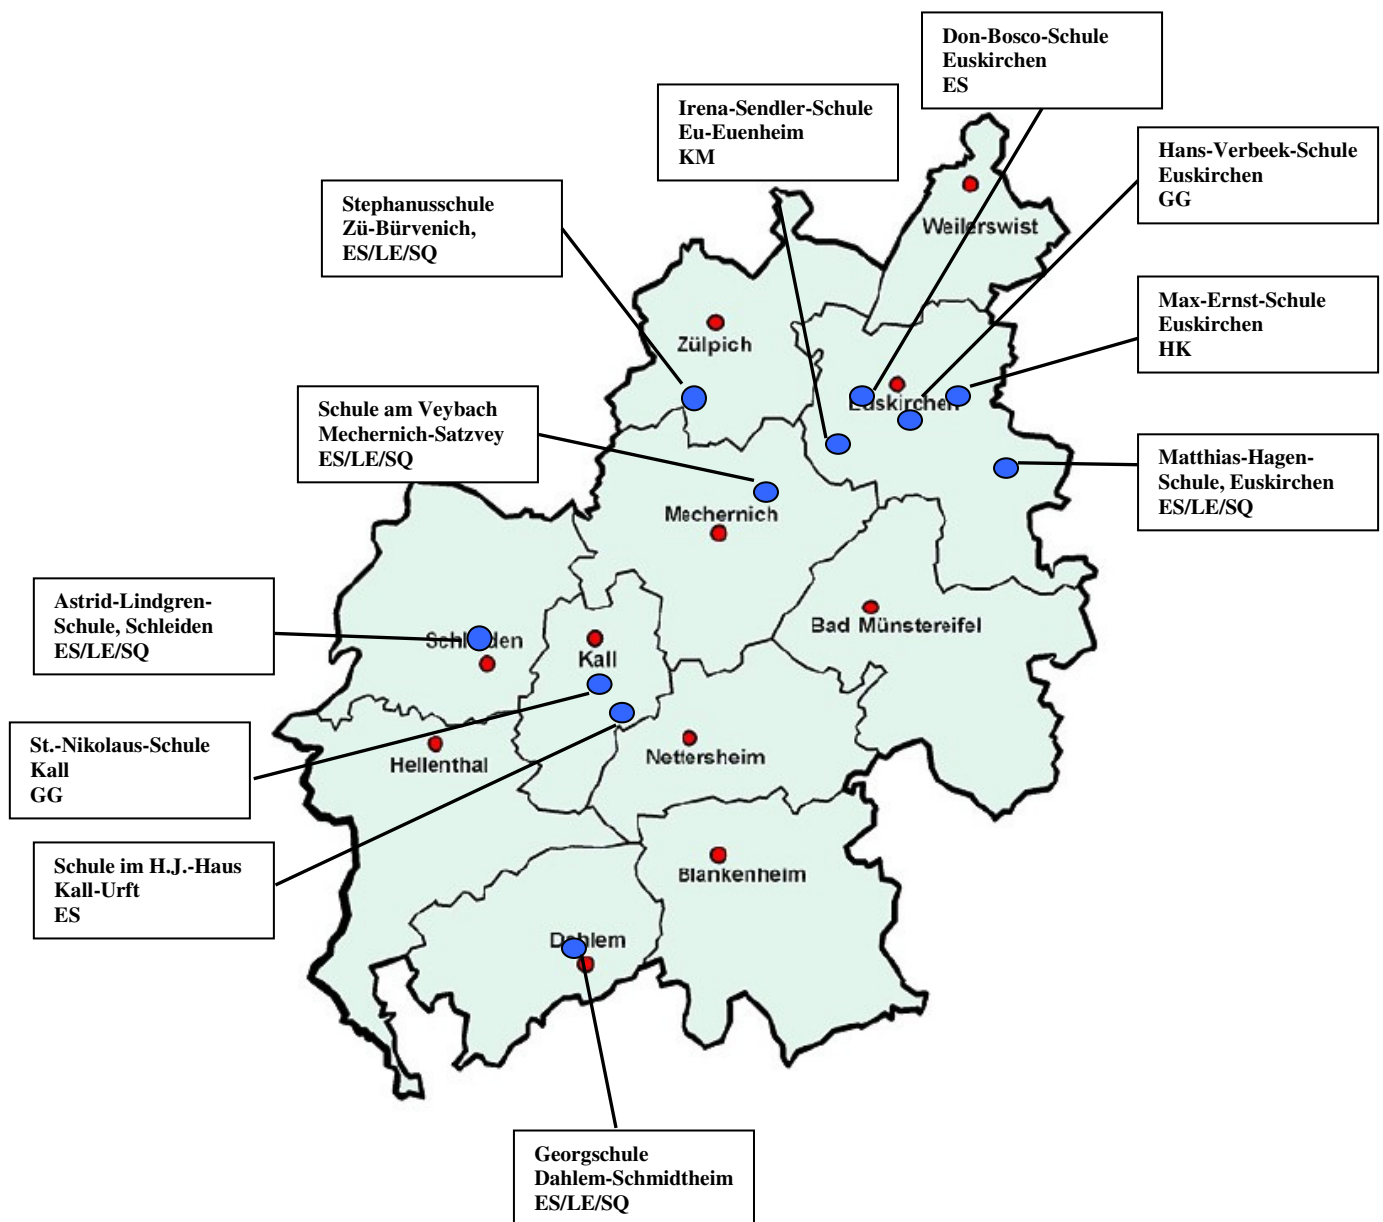 Don-Bosco-Schule
Euskirchen
ES
Irena-Sendler-Schule
Eu-Euenheim
KM
Hans-Verbeek-Schule
Euskirchen
GG
Stephanusschule
Zü-Bürvenich,
ES/LE/SQ
Weilerswist
Max-Ernst-Schule
Euskirchen
HK
Zülpich
Euskirchen
Schule am Veybach
Mechernich-Satzvey
ES/LE/SQ
Matthias-Hagen-
Schule, Euskirchen
ES/LE/SQ
Mechernich
Astrid-Lindgren-
Schule, Schleiden
ES/LE/SQ
Schleiden
Kall
Bad Münstereifel
St.-Nikolaus-Schule
Kall
GG
Hellenthal
Nettersheim
Schule im H.J.-Haus
Kall-Urft
ES
Blankenheim
Dahlem
Georgschule
Dahlem-Schmidtheim
ES/LE/SQ